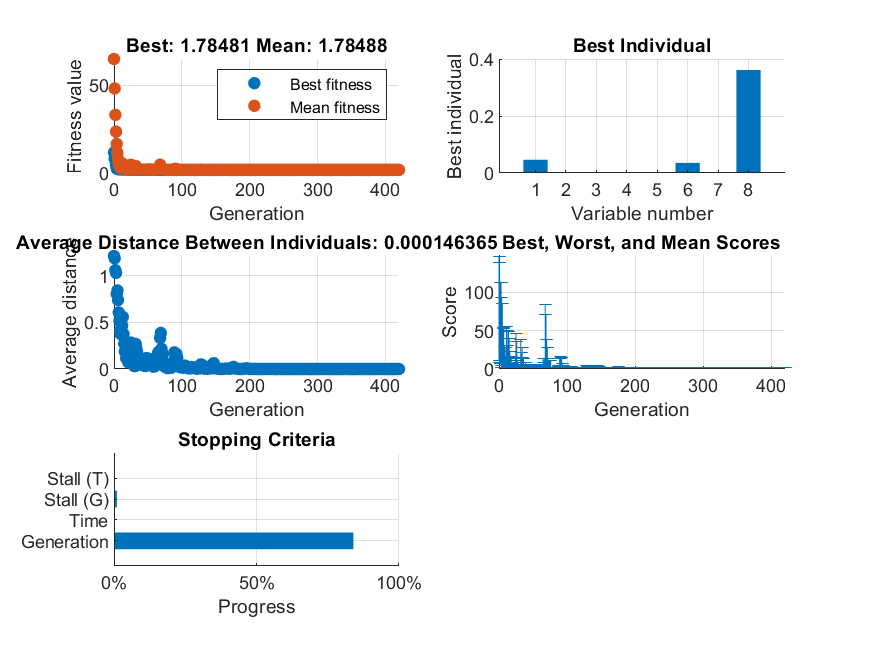 Best: 1.78481 Mean: 1.78488
Fitness value
50
0
Best fitness
Mean fitness
0 100 200 300 400
Generation
Best Individual
Best individual
0.4
0.2
0
1 2 3 4 5 6 7 8
Variable number
Average Distance Between Individuals: 0.000146365
Average distance
1
0.5
0
0 100 200 300 400
Generation
Best, Worst, and Mean Scores
Score
100
50
0
0 100 200 300 400
Generation
Stopping Criteria
Stall (T)
Stall (G)
Time
Generation
0% 50% 100%
Progress